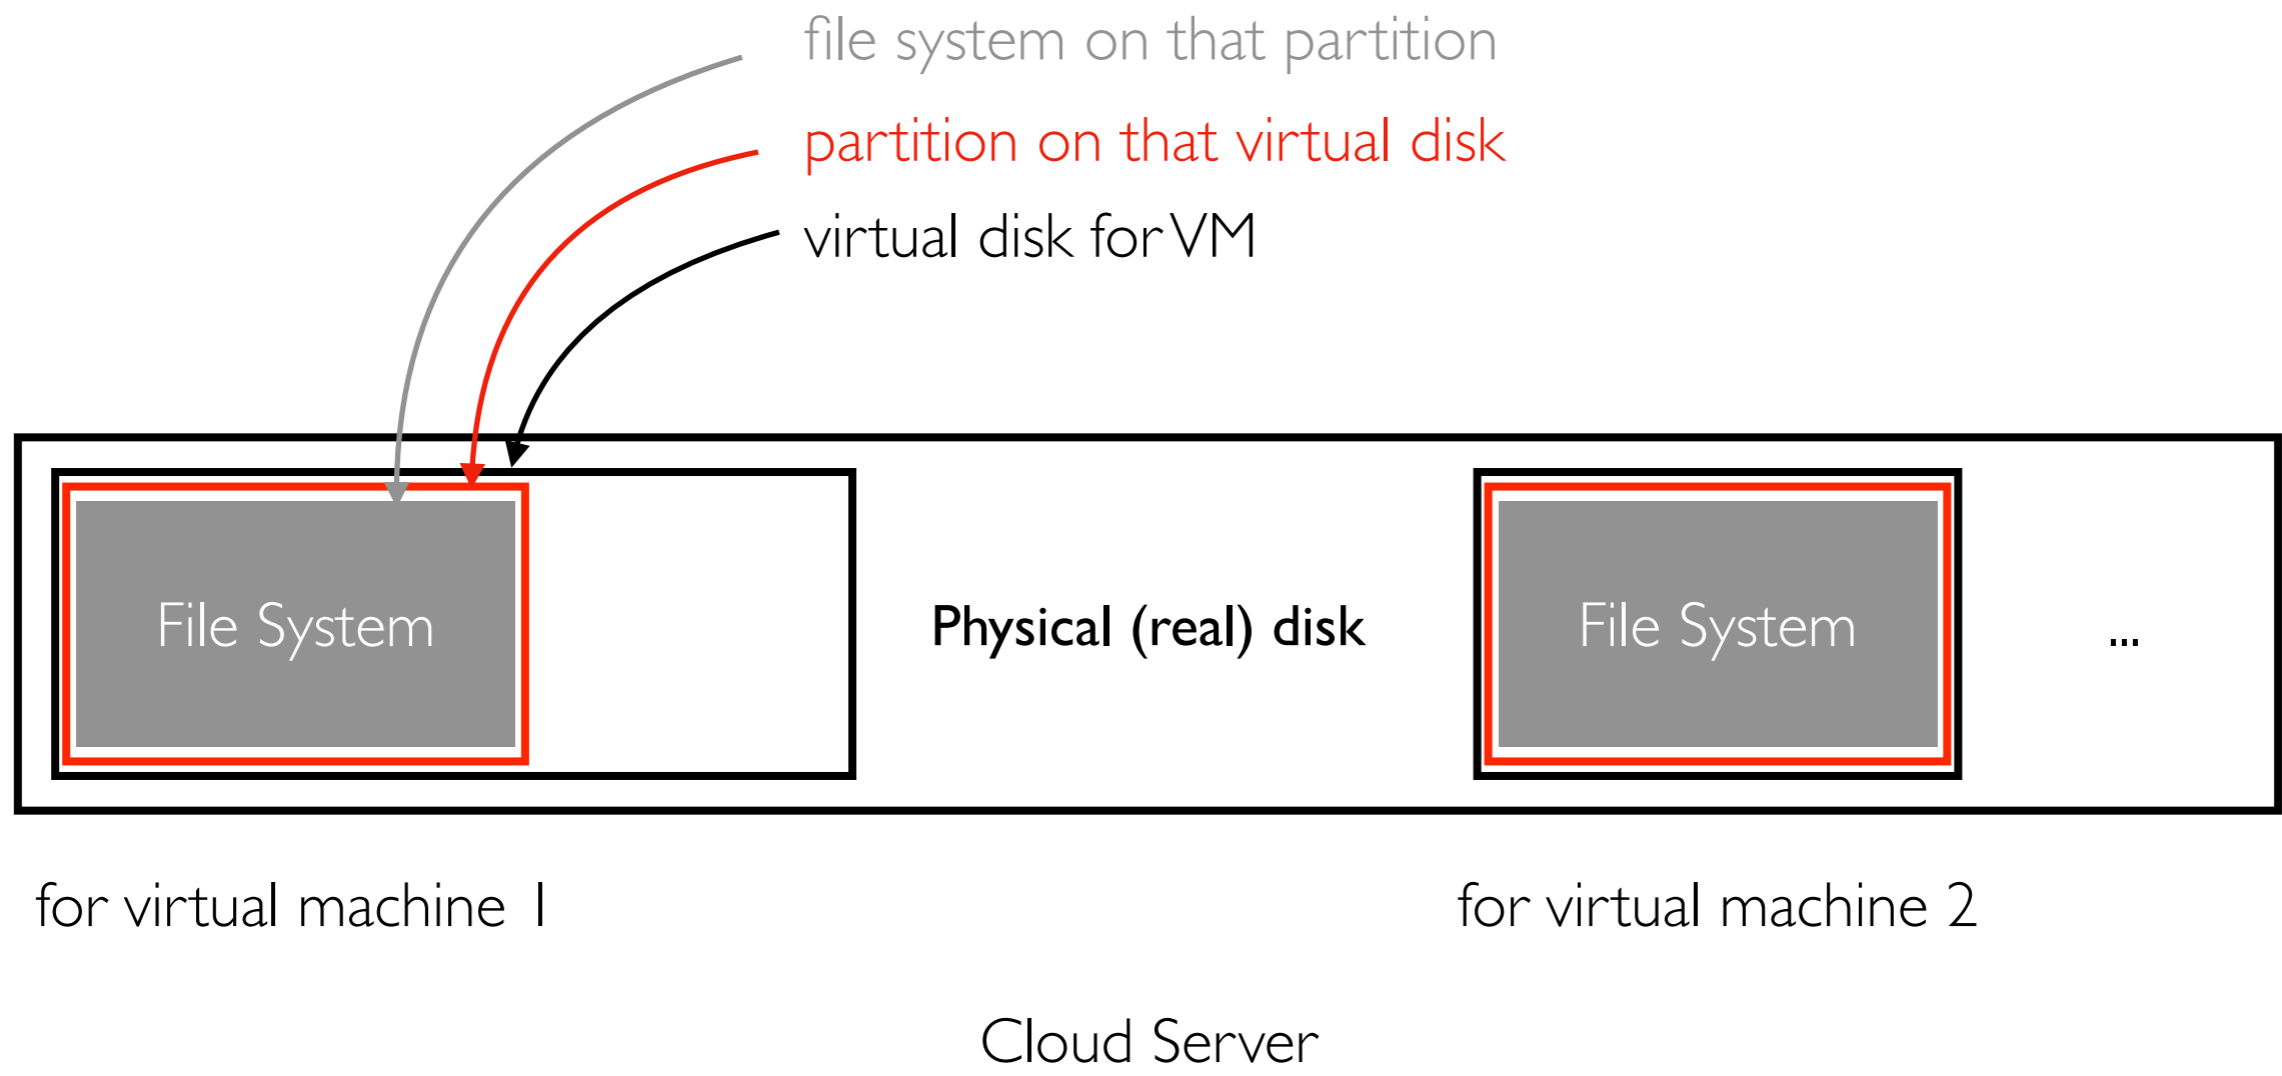 file system on that partition
partition on that virtual disk
virtual disk for VM
File System
Physical (real) disk
File System
...
for virtual machine 1
for virtual machine 2
Cloud Server